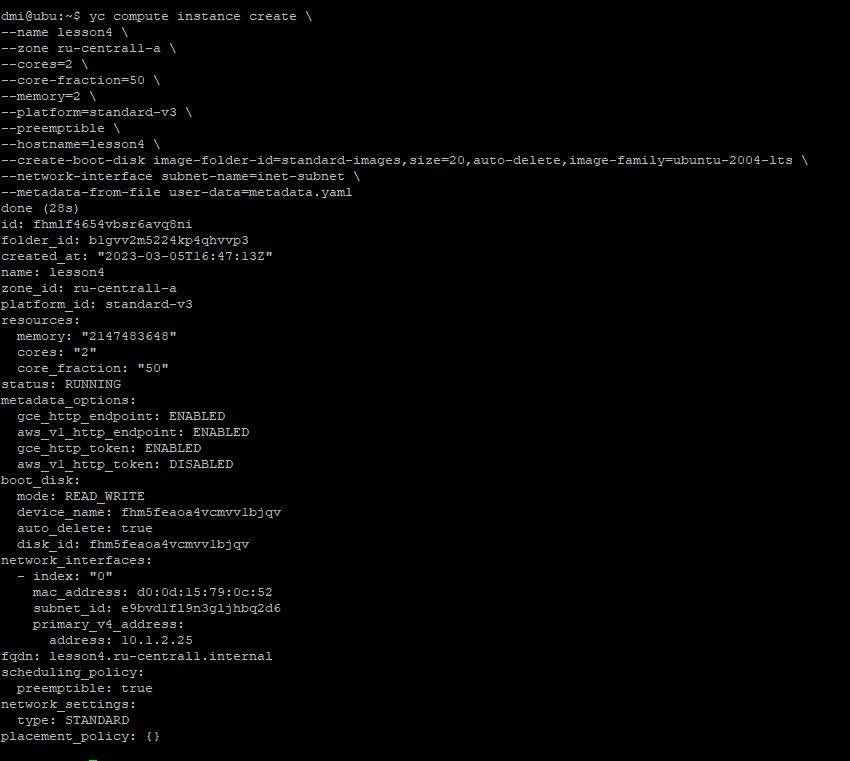 dmi@ubu:~$ yc compute instance create \
--name lesson4 \
--zone ru-central1-a \
--cores=2 \
--core-fraction=50 \
--memory=2 \
--platform=standard-v3 \
--preemptible \
--hostname=lesson4 \
--create-boot-disk image-folder-id=standard-images,size=20,auto-delete,image-family=ubuntu-2004-lts \
--network-interface subnet-name=inet-subnet \
--metadata-from-file user-data=metadata.yaml
done (28s)
id: fhmlf4654vbsr6avq8ni
folder_id: b1gvv2m5224kp4qhvvp3
created_at: "2023-03-05T16:47:13Z"
name: lesson4
zone_id: ru-central1-a
platform_id: standard-v3
resources:
  memory: "2147483648"
  cores: "2"
  core_fraction: "50"
status: RUNNING
metadata_options:
  gce_http_endpoint: ENABLED
  aws_v1_http_endpoint: ENABLED
  gce_http_token: ENABLED
  aws_v1_http_token: DISABLED
boot_disk:
  mode: READ_WRITE
  device_name: fhm5feaoa4vcmvv1bjqv
  auto_delete: true
  disk_id: fhm5feaoa4vcmvv1bjqv
network_interfaces:
  - index: "0"
    mac_address: d0:0d:15:79:0c:52
    subnet_id: e9bvd1fl9n3gljhbq2d6
    primary_v4_address:
      address: 10.1.2.25
fqdn: lesson4.ru-central1.internal
scheduling_policy:
  preemptible: true
network_settings:
  type: STANDARD
placement_policy: {}